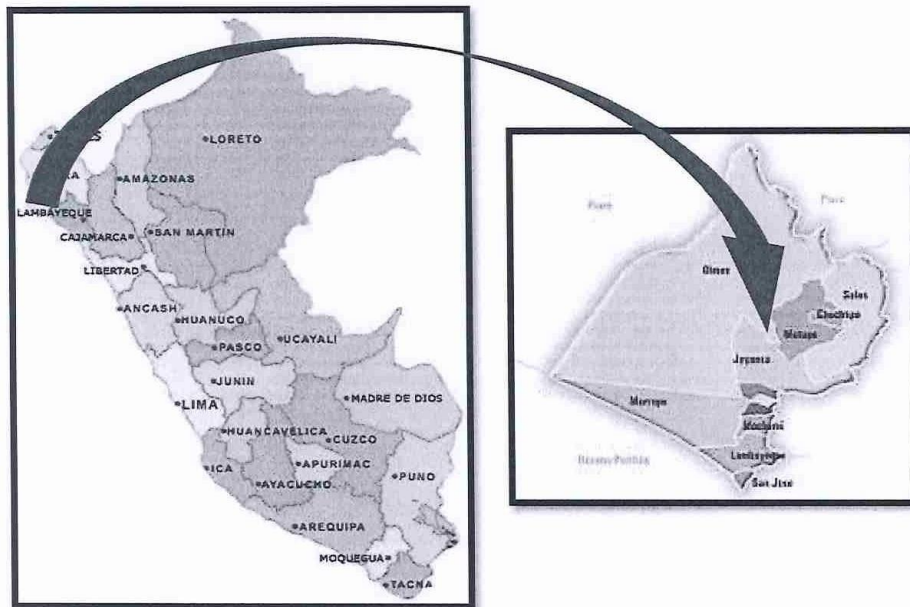 LORETO
AMAZONAS
LAMBAYEQUE
CAJAMARCA
SAN MARTIN
LIBERTAD
ANCASH
HUANUCO
UCAYALI
PASCO
JUNIN
MADRE DE DIOS
LIMA
HUANCAVELICA
CUZCO
ICA
APURIMAC
PUNO
AYACUCHO
AREQUIPA
MOQUEGUA
TACNA
Piura
Olmos
Salas
Chochope
Motupe
Jayanca
Morrope
Mochumi
Lambayeque
San José